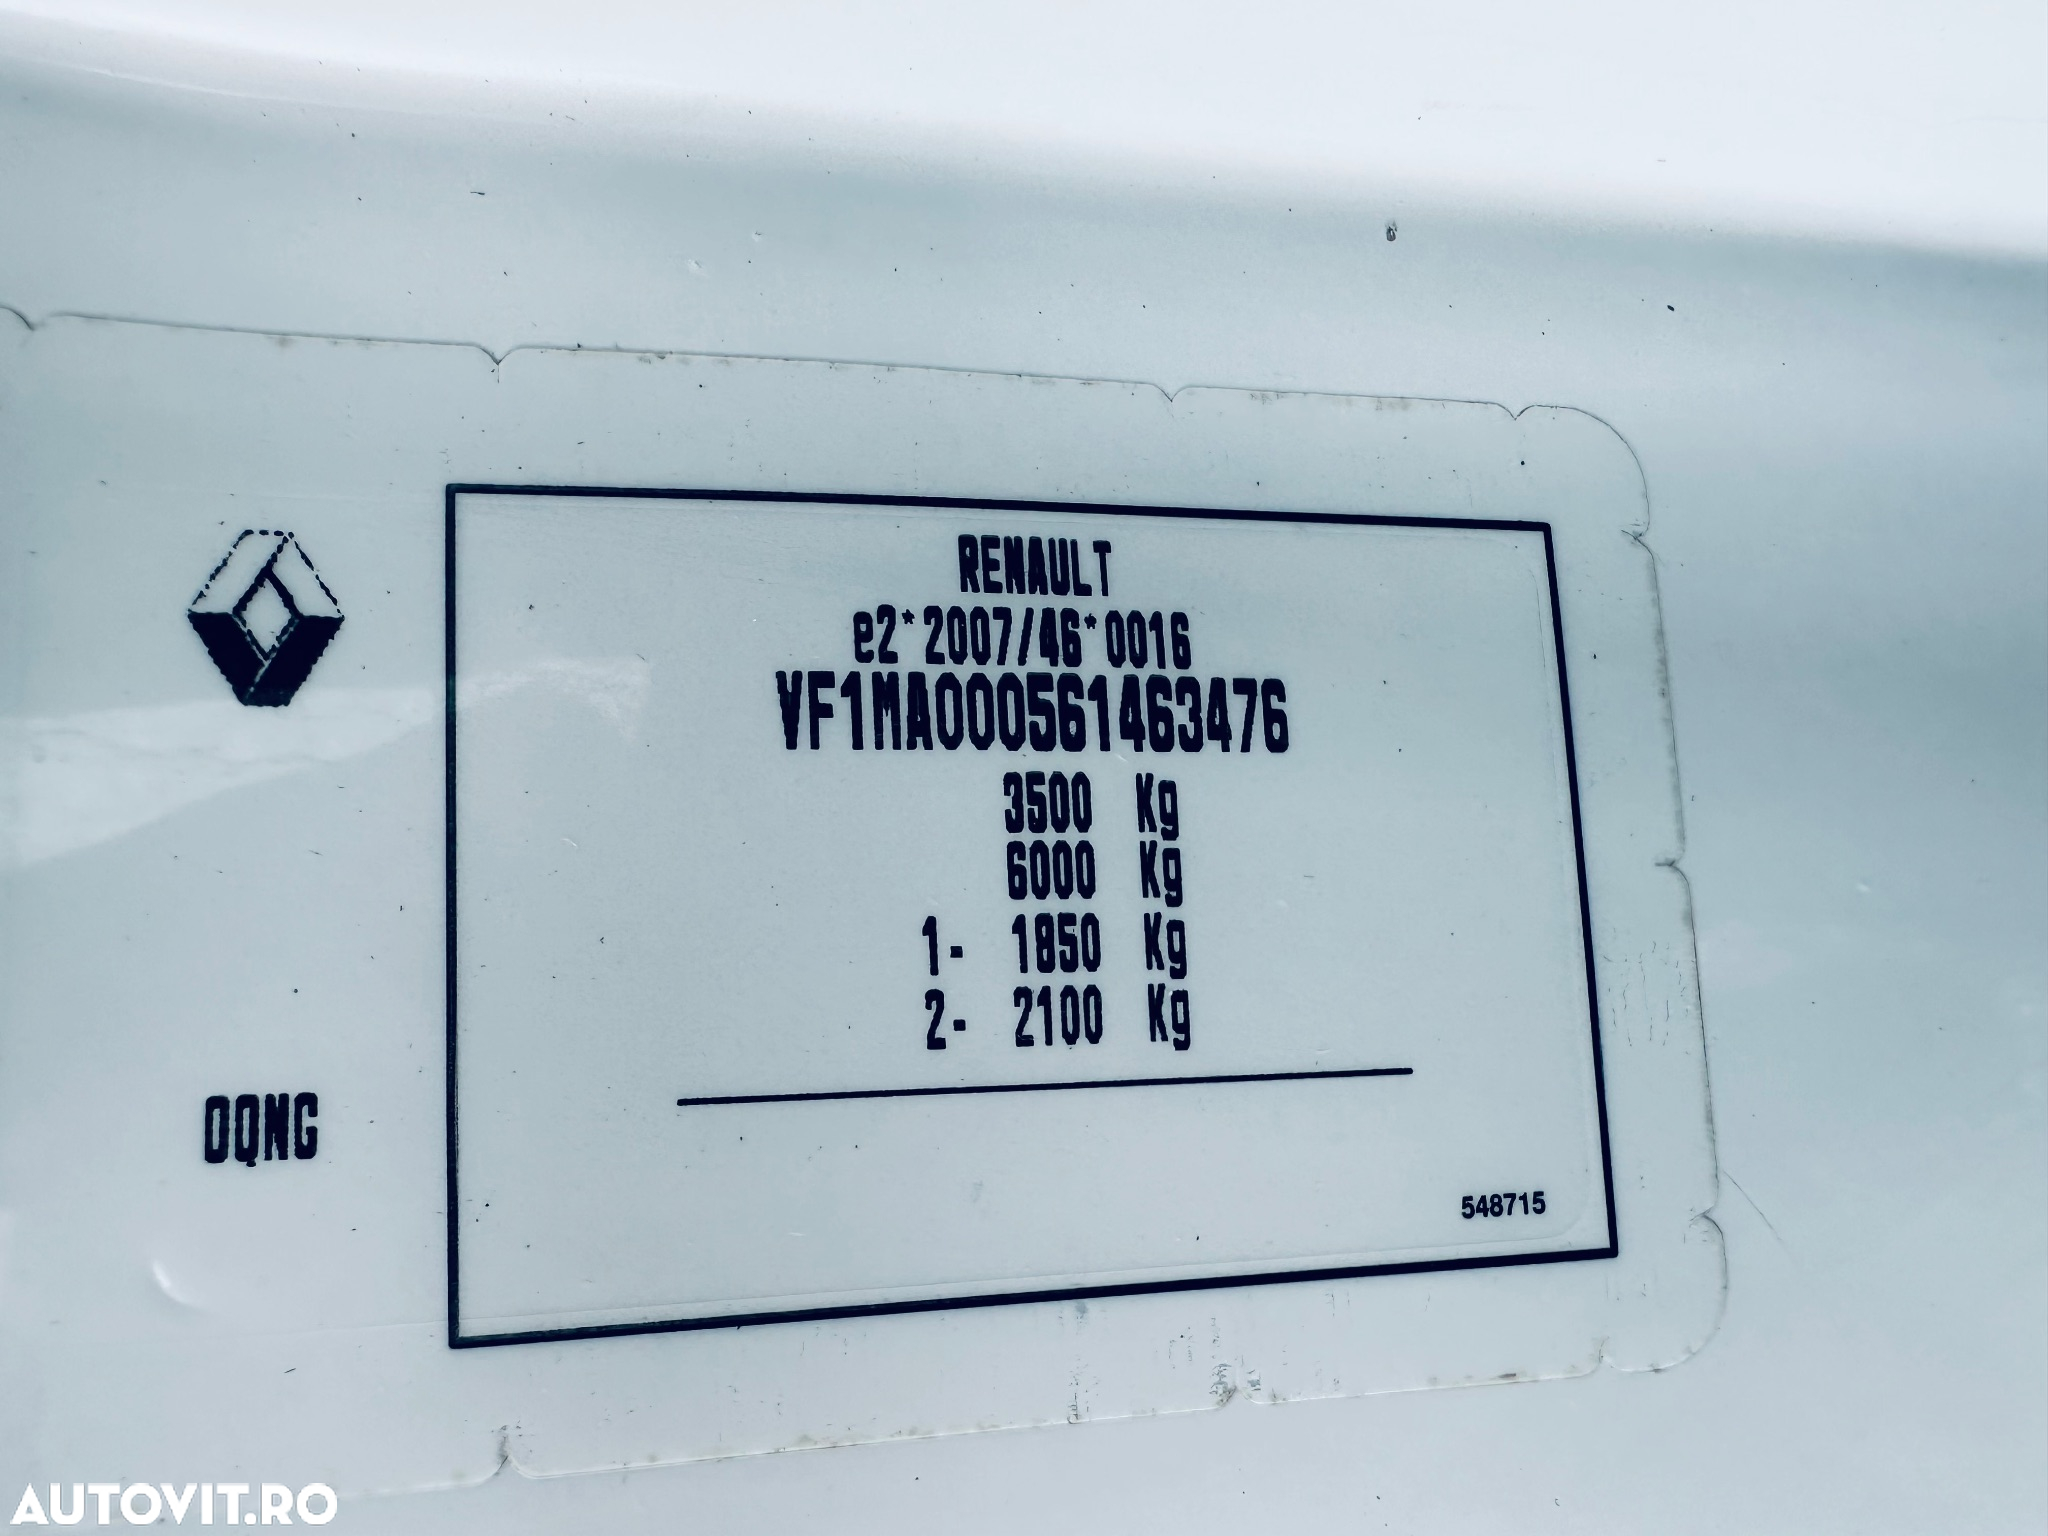 RENAULT
e2*2007/46*0016
VF1MA000561463476
3500 Kg
6000 Kg
1- 1850 Kg
2- 2100 Kg
DQNG
548715
AUTOVIT.RO